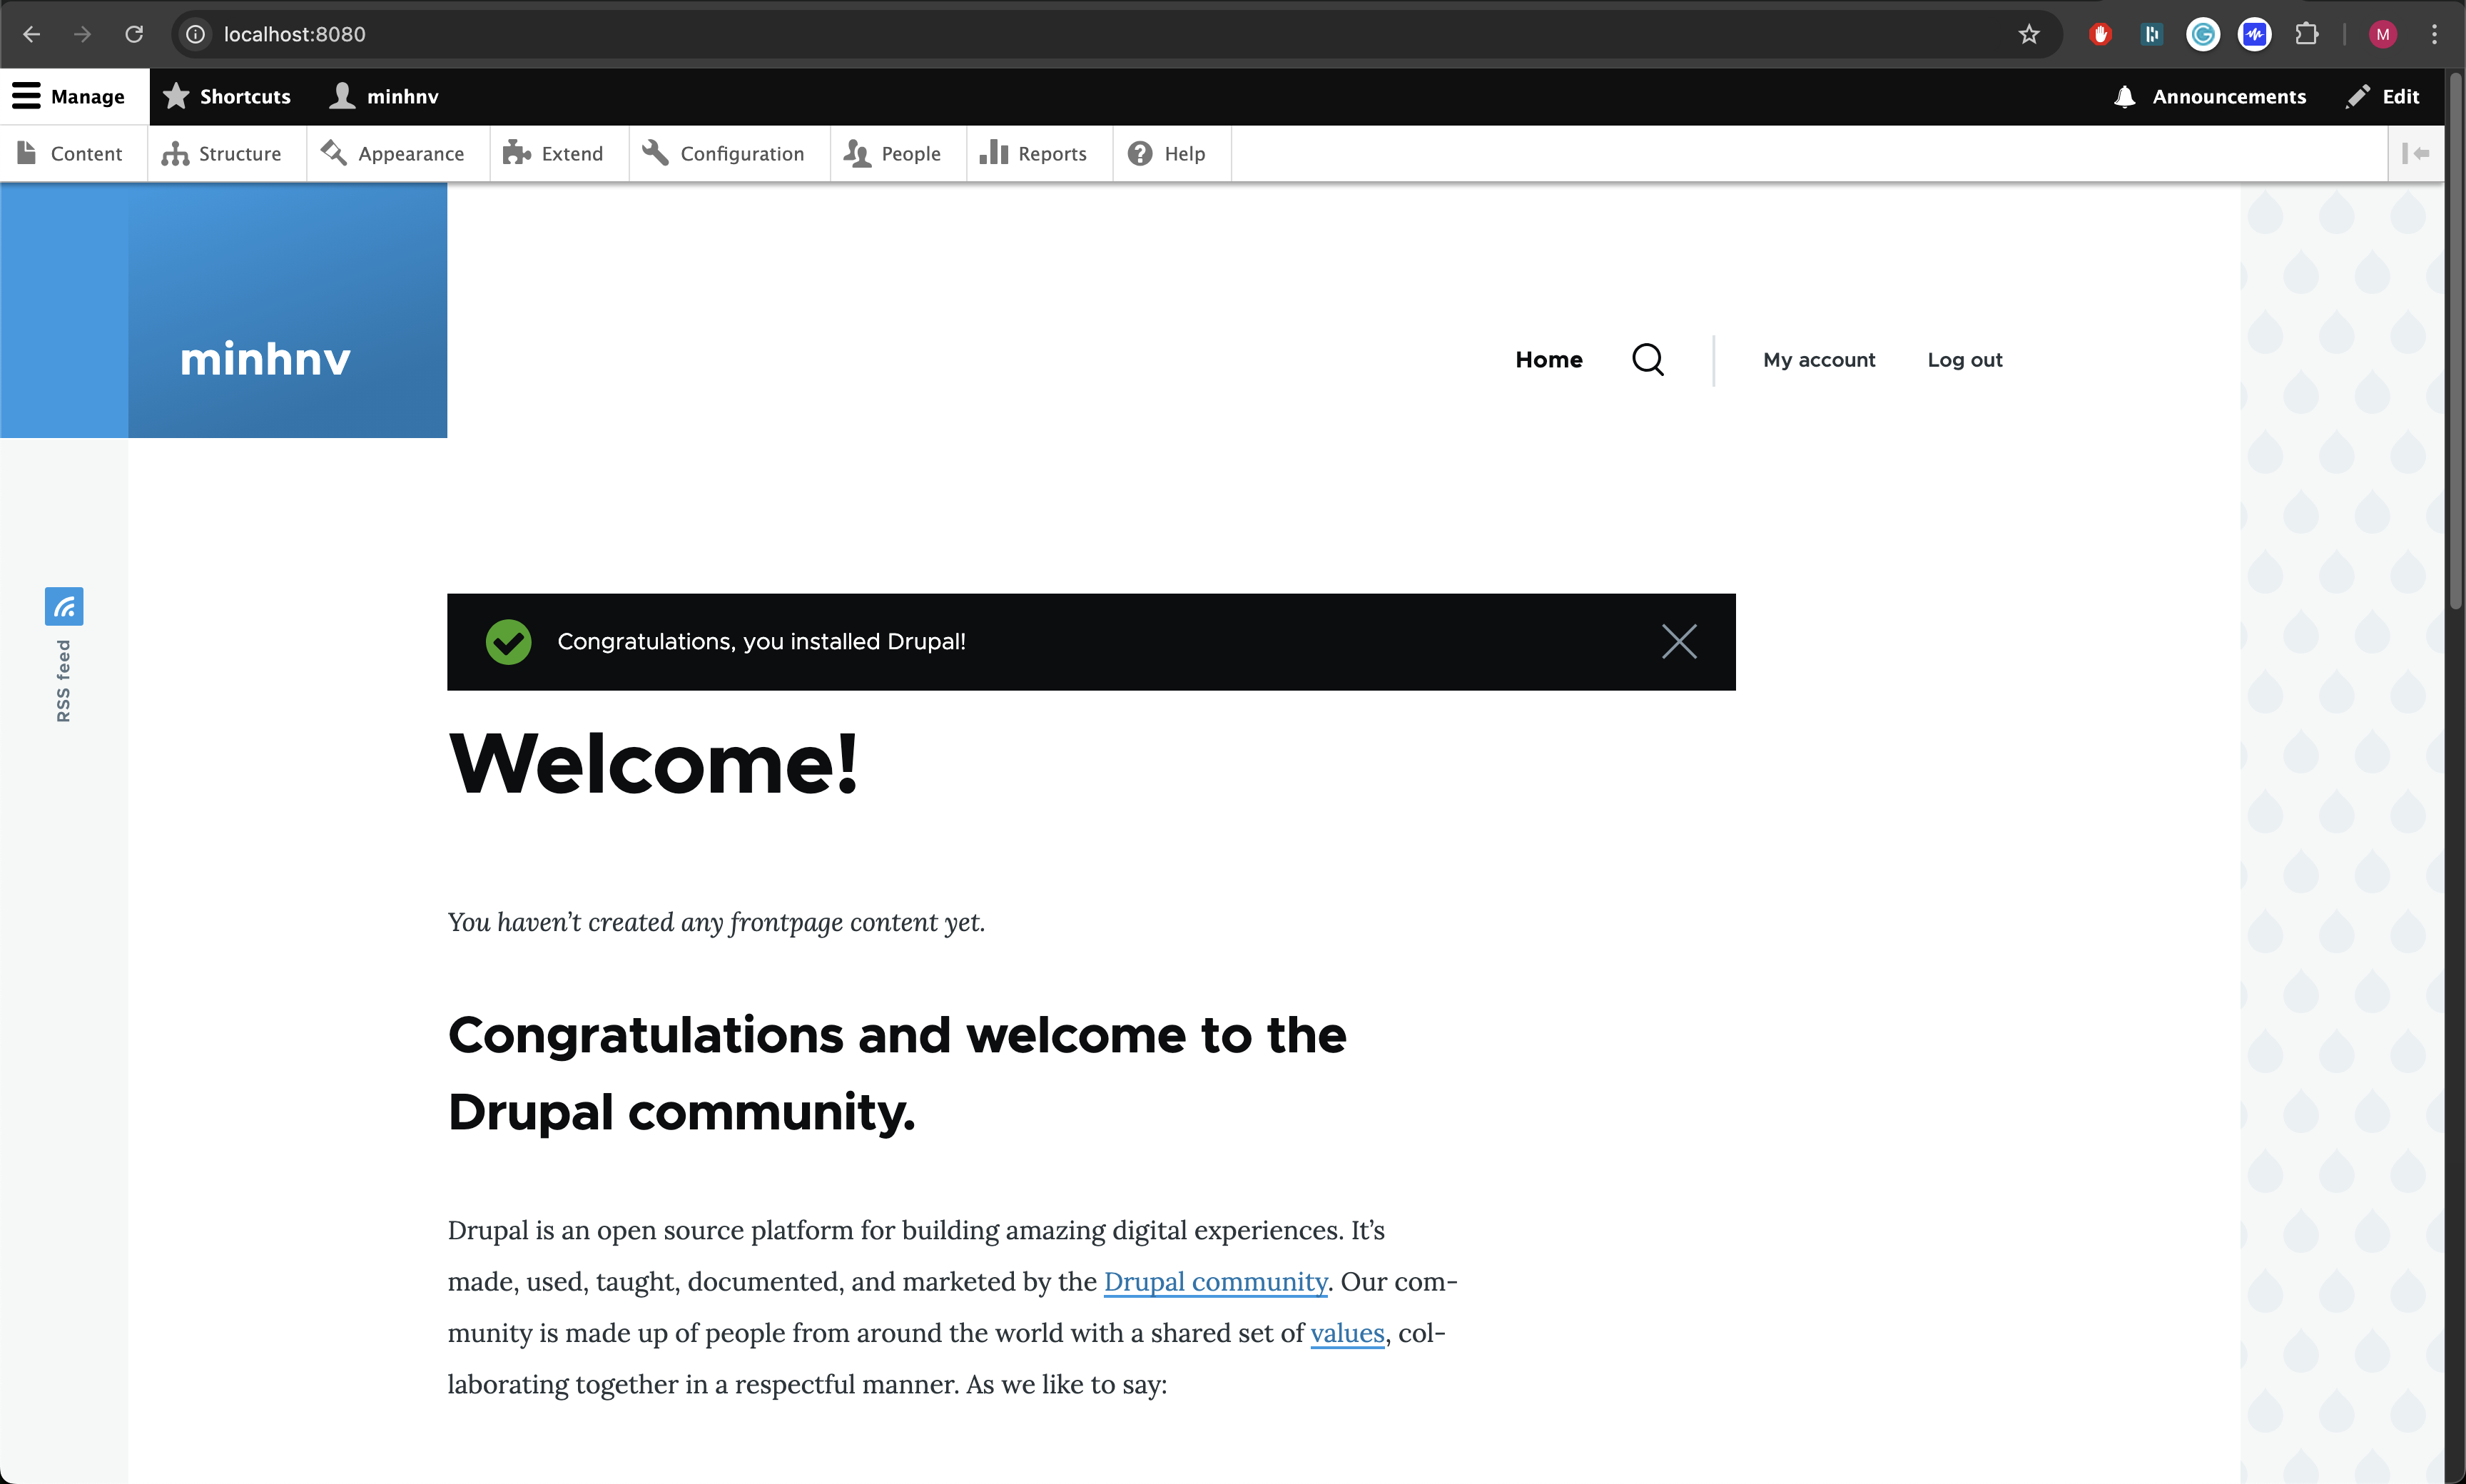 localhost:8080
M
Manage
Shortcuts
minhnv
Announcements
Edit
Content
Structure
Appearance
Extend
Configuration
People
Reports
Help
minhnv
Home
My account
Log out
RSS feed
Congratulations, you installed Drupal!
Welcome!
You haven’t created any frontpage content yet.
Congratulations and welcome to the
Drupal community.
Drupal is an open source platform for building amazing digital experiences. It’s
made, used, taught, documented, and marketed by the Drupal community. Our com-
munity is made up of people from around the world with a shared set of values, col-
laborating together in a respectful manner. As we like to say: